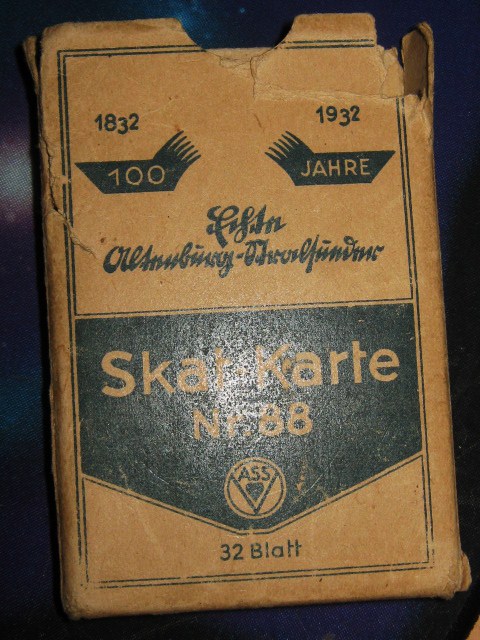 1832 1932
100 JAHRE
Echte
Altenburg-Stralsunder
Skat-Karte
Nr. 88
ASS
32 Blatt